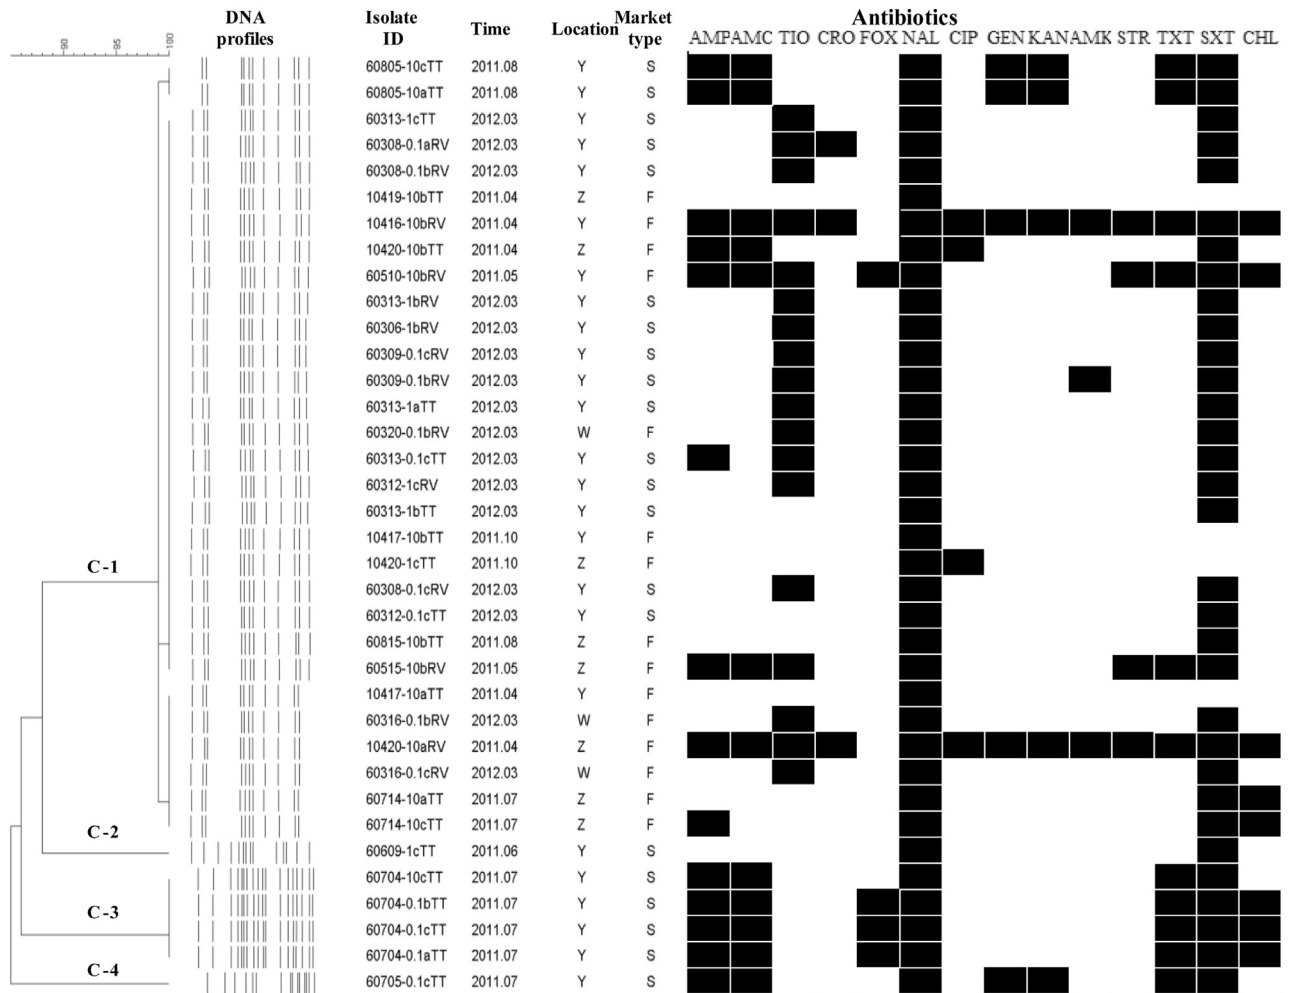 DNA profiles Isolate ID Time Location Market type Antibiotics
90 95 100
AMP AMC TIO CRO FOX NAL CIP GEN KAN AMK STR TXT SXT CHL
60805-10cTT 2011.08 Y S
60805-10aTT 2011.08 Y S
60313-1cTT 2012.03 Y S
60308-0.1aRV 2012.03 Y S
60308-0.1bRV 2012.03 Y S
10419-10bTT 2011.04 Z F
10416-10bRV 2011.04 Y F
10420-10bTT 2011.04 Z F
60510-10bRV 2011.05 Y F
60313-1bRV 2012.03 Y S
60306-1bRV 2012.03 Y S
60309-0.1cRV 2012.03 Y S
60309-0.1bRV 2012.03 Y S
60313-1aTT 2012.03 Y S
60320-0.1bRV 2012.03 W F
60313-0.1cTT 2012.03 Y S
60312-1cRV 2012.03 Y S
60313-1bTT 2012.03 Y S
10417-10bTT 2011.10 Y F
C-1 10420-1cTT 2011.10 Z F
60308-0.1cRV 2012.03 Y S
60312-0.1cTT 2012.03 Y S
60815-10bTT 2011.08 Z F
60515-10bRV 2011.05 Z F
10417-10aTT 2011.04 Y F
60316-0.1bRV 2012.03 W F
10420-10aRV 2011.04 Z F
60316-0.1cRV 2012.03 W F
60714-10aTT 2011.07 Z F
C-2 60714-10cTT 2011.07 Z F
60609-1cTT 2011.06 Y S
60704-10cTT 2011.07 Y S
C-3 60704-0.1bTT 2011.07 Y S
60704-0.1cTT 2011.07 Y S
60704-0.1aTT 2011.07 Y S
C-4 60705-0.1cTT 2011.07 Y S